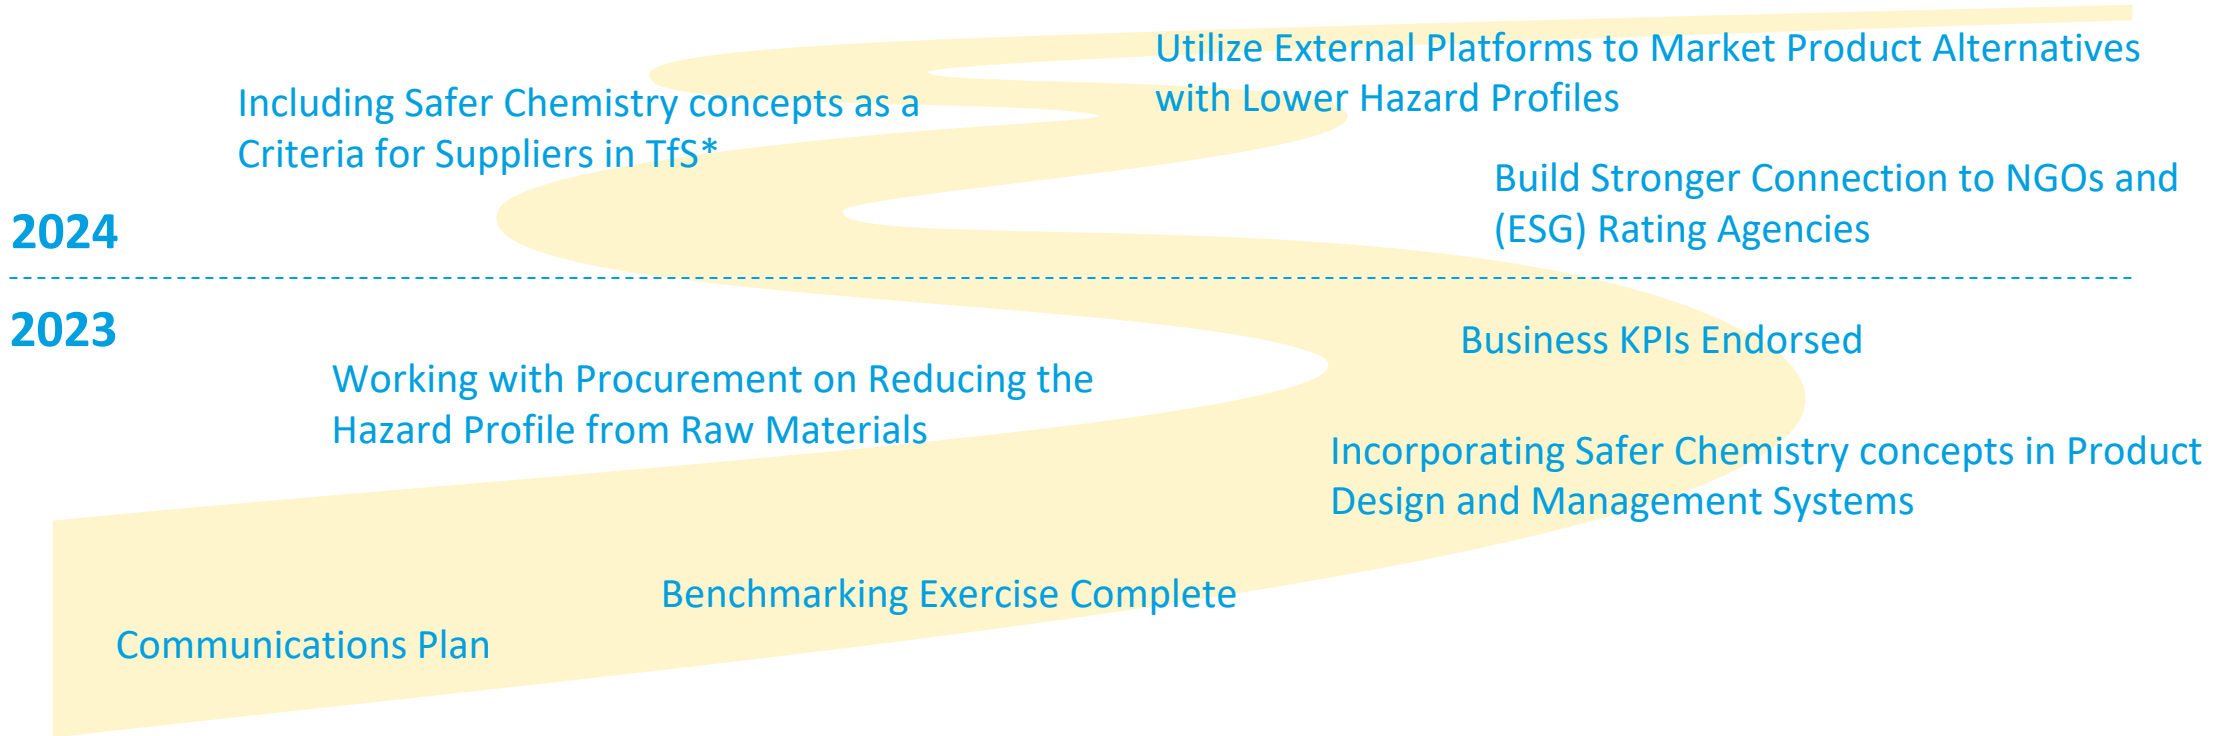 Utilize External Platforms to Market Product Alternatives
with Lower Hazard Profiles
Including Safer Chemistry concepts as a
Criteria for Suppliers in TfS*
Build Stronger Connection to NGOs and
(ESG) Rating Agencies
2024
2023
Business KPIs Endorsed
Working with Procurement on Reducing the
Hazard Profile from Raw Materials
Incorporating Safer Chemistry concepts in Product
Design and Management Systems
Benchmarking Exercise Complete
Communications Plan